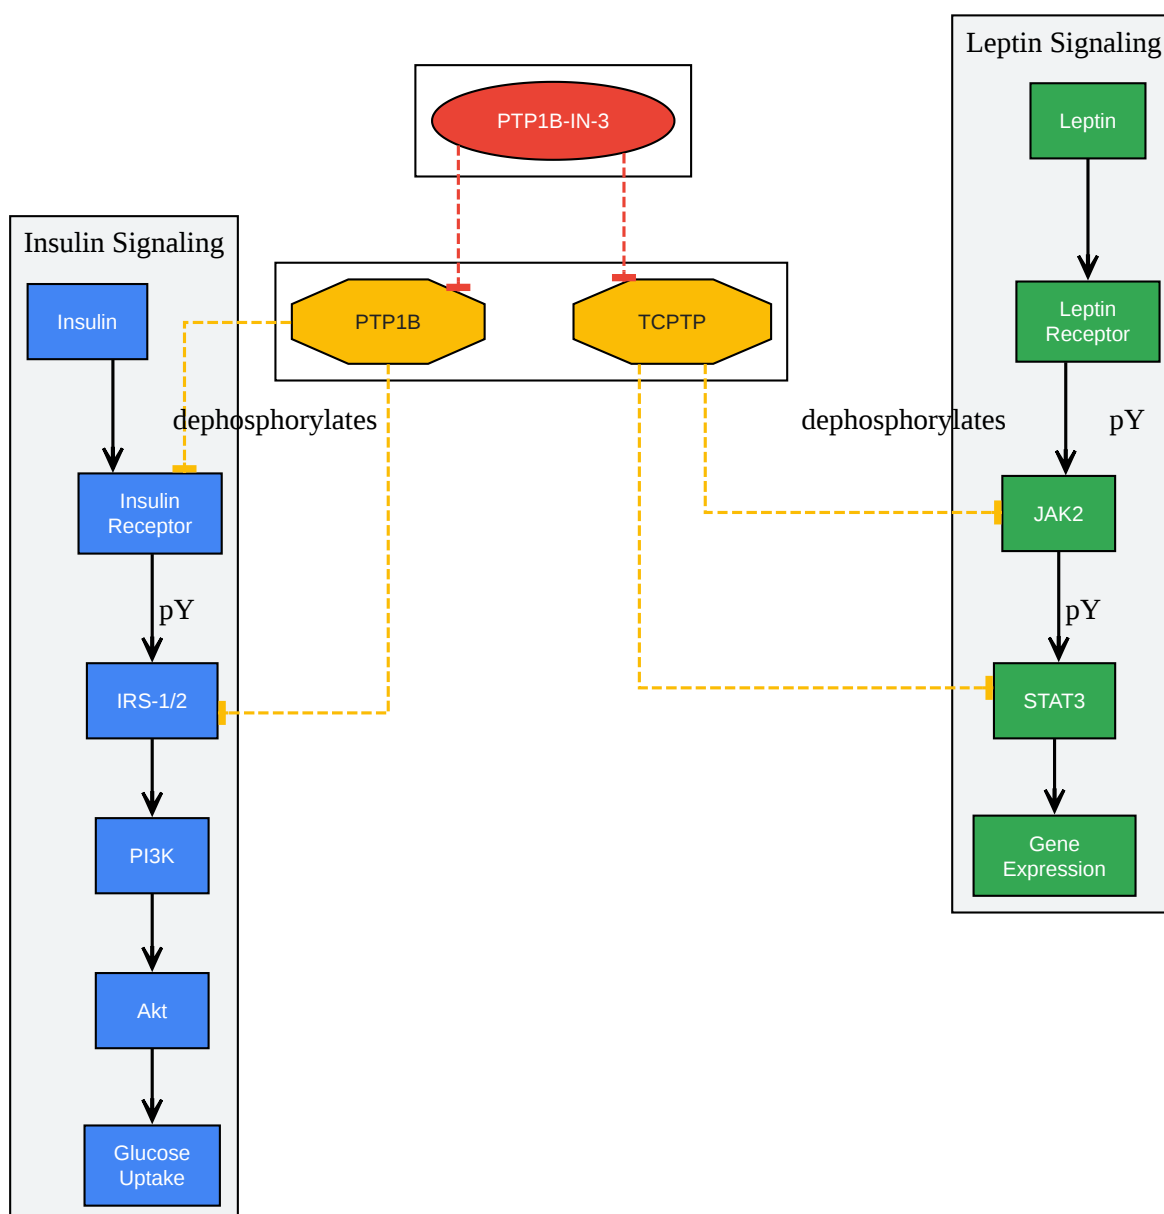 Leptin Signaling
PTP1B-IN-3
Leptin
Insulin Signaling
Insulin
PTP1B
TCPTP
Leptin
Receptor
dephosphorylates
dephosphorylates
pY
Insulin
Receptor
JAK2
pY
pY
IRS-1/2
STAT3
PI3K
Gene
Expression
Akt
Glucose
Uptake